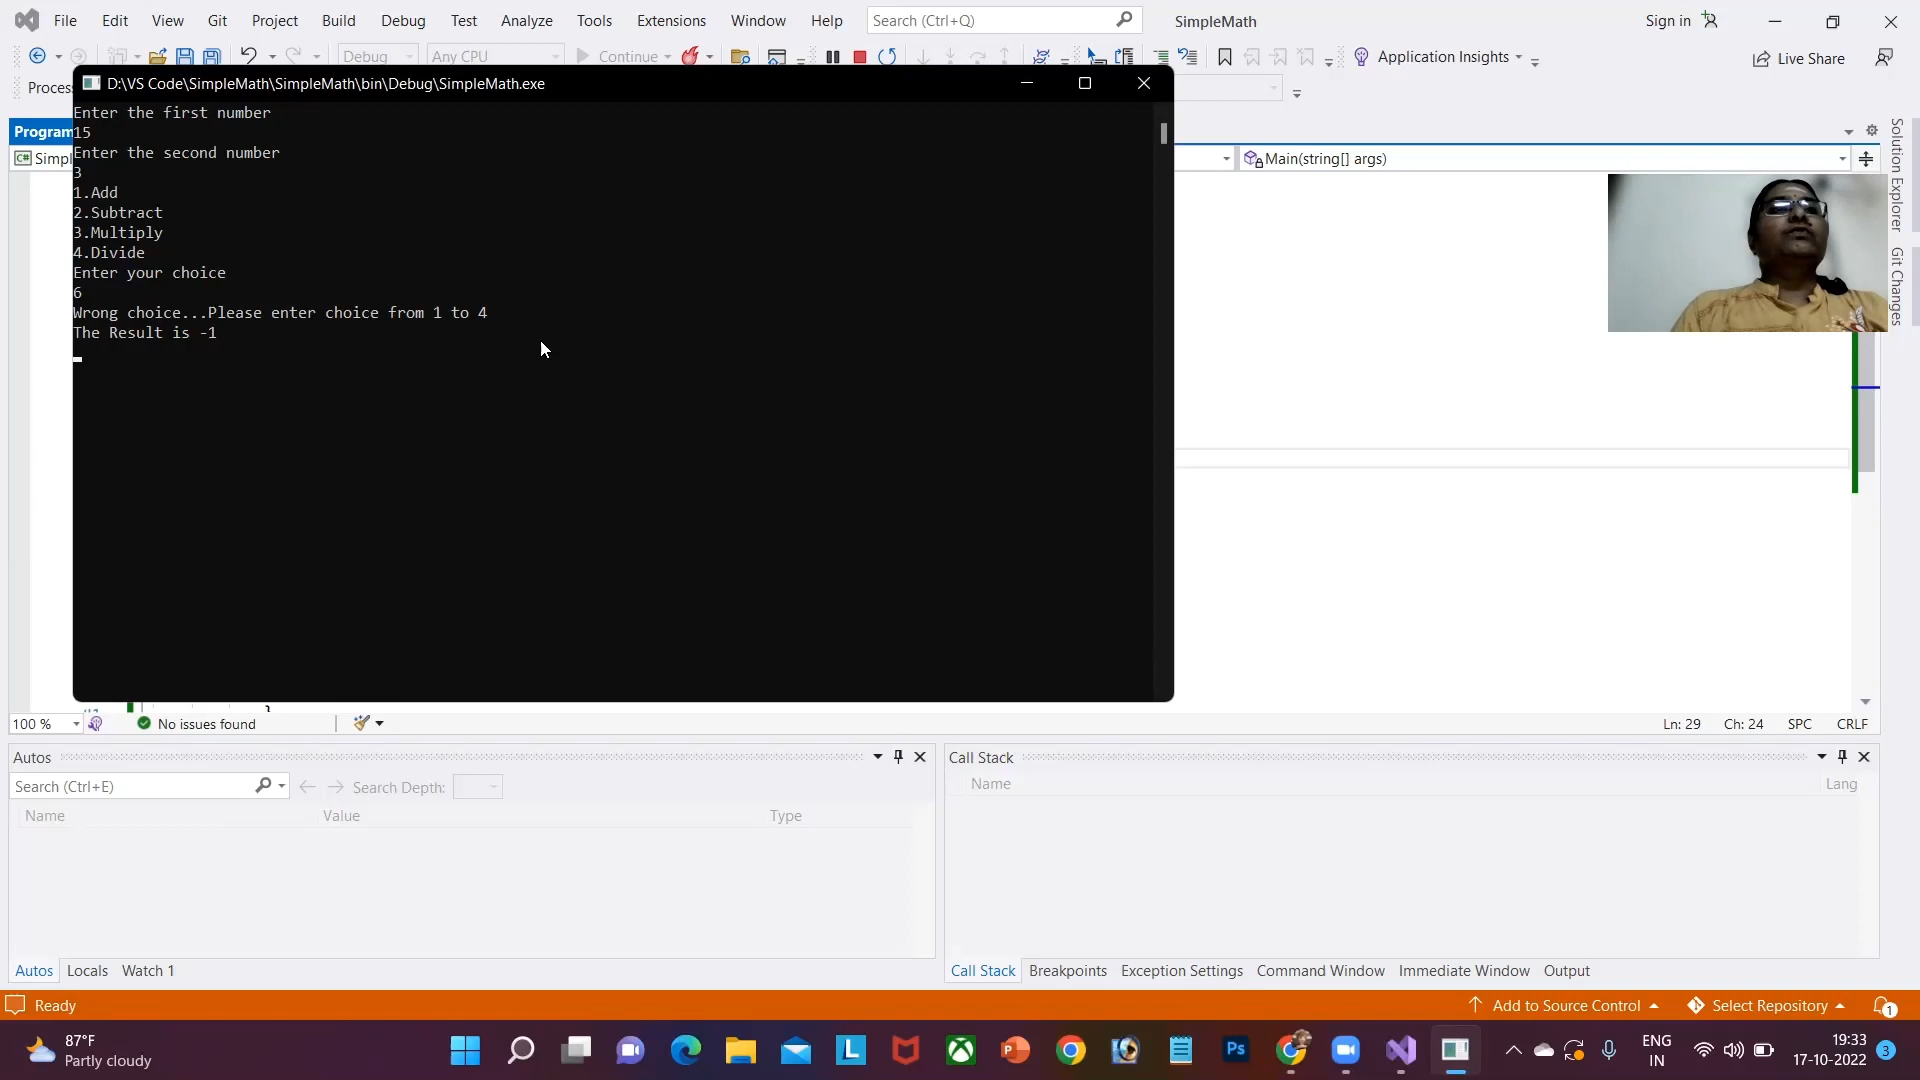 File Edit View Git Project Build Debug Test Analyze Tools Extensions Window Help Search (Ctrl+Q) SimpleMath Sign in
Debug Any CPU Continue Application Insights Live Share
Process
D:\VS Code\SimpleMath\SimpleMath\bin\Debug\SimpleMath.exe
Enter the first number
15
Enter the second number
3
1.Add
2.Subtract
3.Multiply
4.Divide
Enter your choice
6
Wrong choice...Please enter choice from 1 to 4
The Result is -1
Program
C# Simpl
Main(string[] args)
Solution Explorer
Git Changes
100 % No issues found Ln: 29 Ch: 24 SPC CRLF
Autos
Search (Ctrl+E) Search Depth:
Name Value Type
Autos Locals Watch 1
Call Stack
Name Lang
Call Stack Breakpoints Exception Settings Command Window Immediate Window Output
Ready Add to Source Control Select Repository 1
87°F
Partly cloudy
L P Ps
ENG
IN
19:33
17-10-2022 3